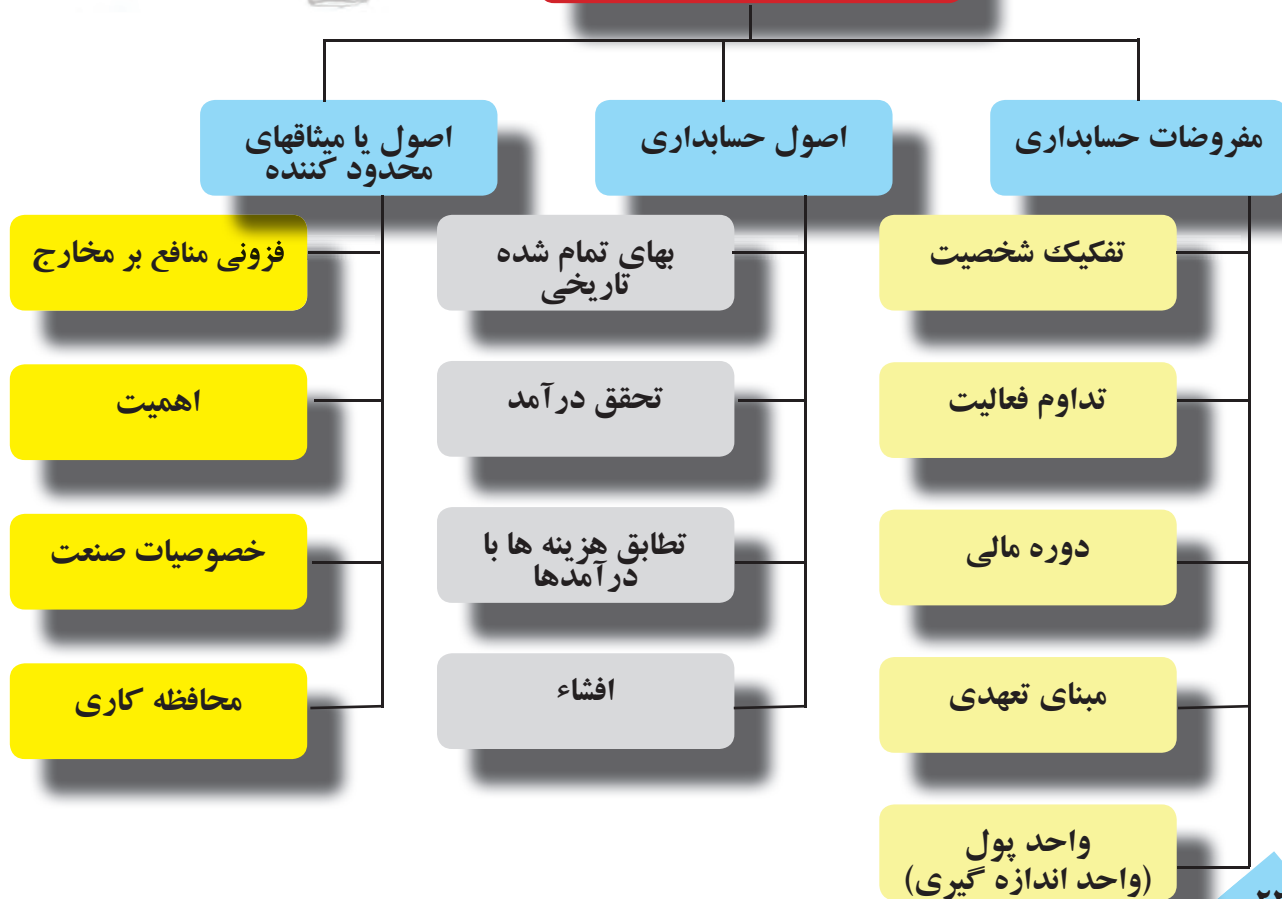 مفروضات حسابداری
تفکیک شخصیت
تداوم فعالیت
دوره مالی
مبنای تعهدی
واحد پول
(واحد اندازه گیری)
اصول حسابداری
بهای تمام شده
تاریخی
تحقق درآمد
تطابق هزینه ها با
درآمدها
افشاء
اصول یا میثاقهای
محدود کننده
فزونی منافع بر مخارج
اهمیت
خصوصیات صنعت
محافظه کاری